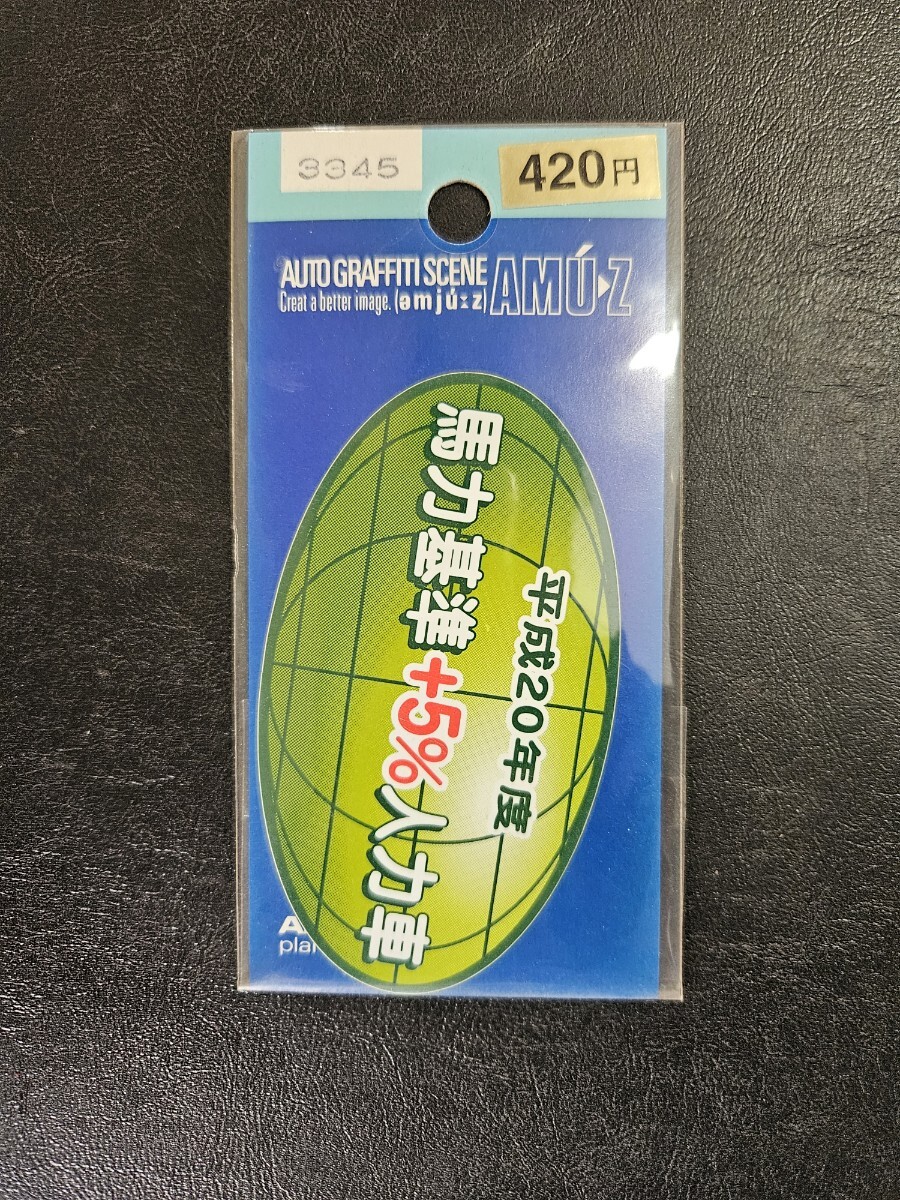 3345
420円
AUTO GRAFFITI SCENE
Creat a better image. (əmjú:z)
AMÚ▶Z
平成20年度
馬力基準+5%人力車